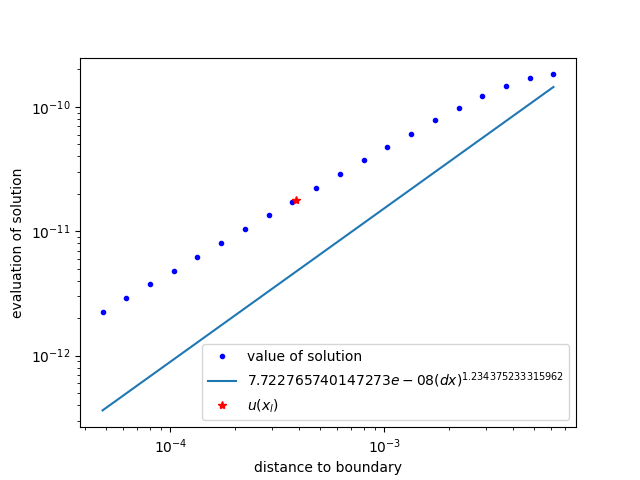 10⁻¹⁰
10⁻¹¹
10⁻¹²
evaluation of solution
value of solution
7.722765740147273e − 08(dx)^1.234375233315962
u(x_l)
10⁻⁴
10⁻³
distance to boundary